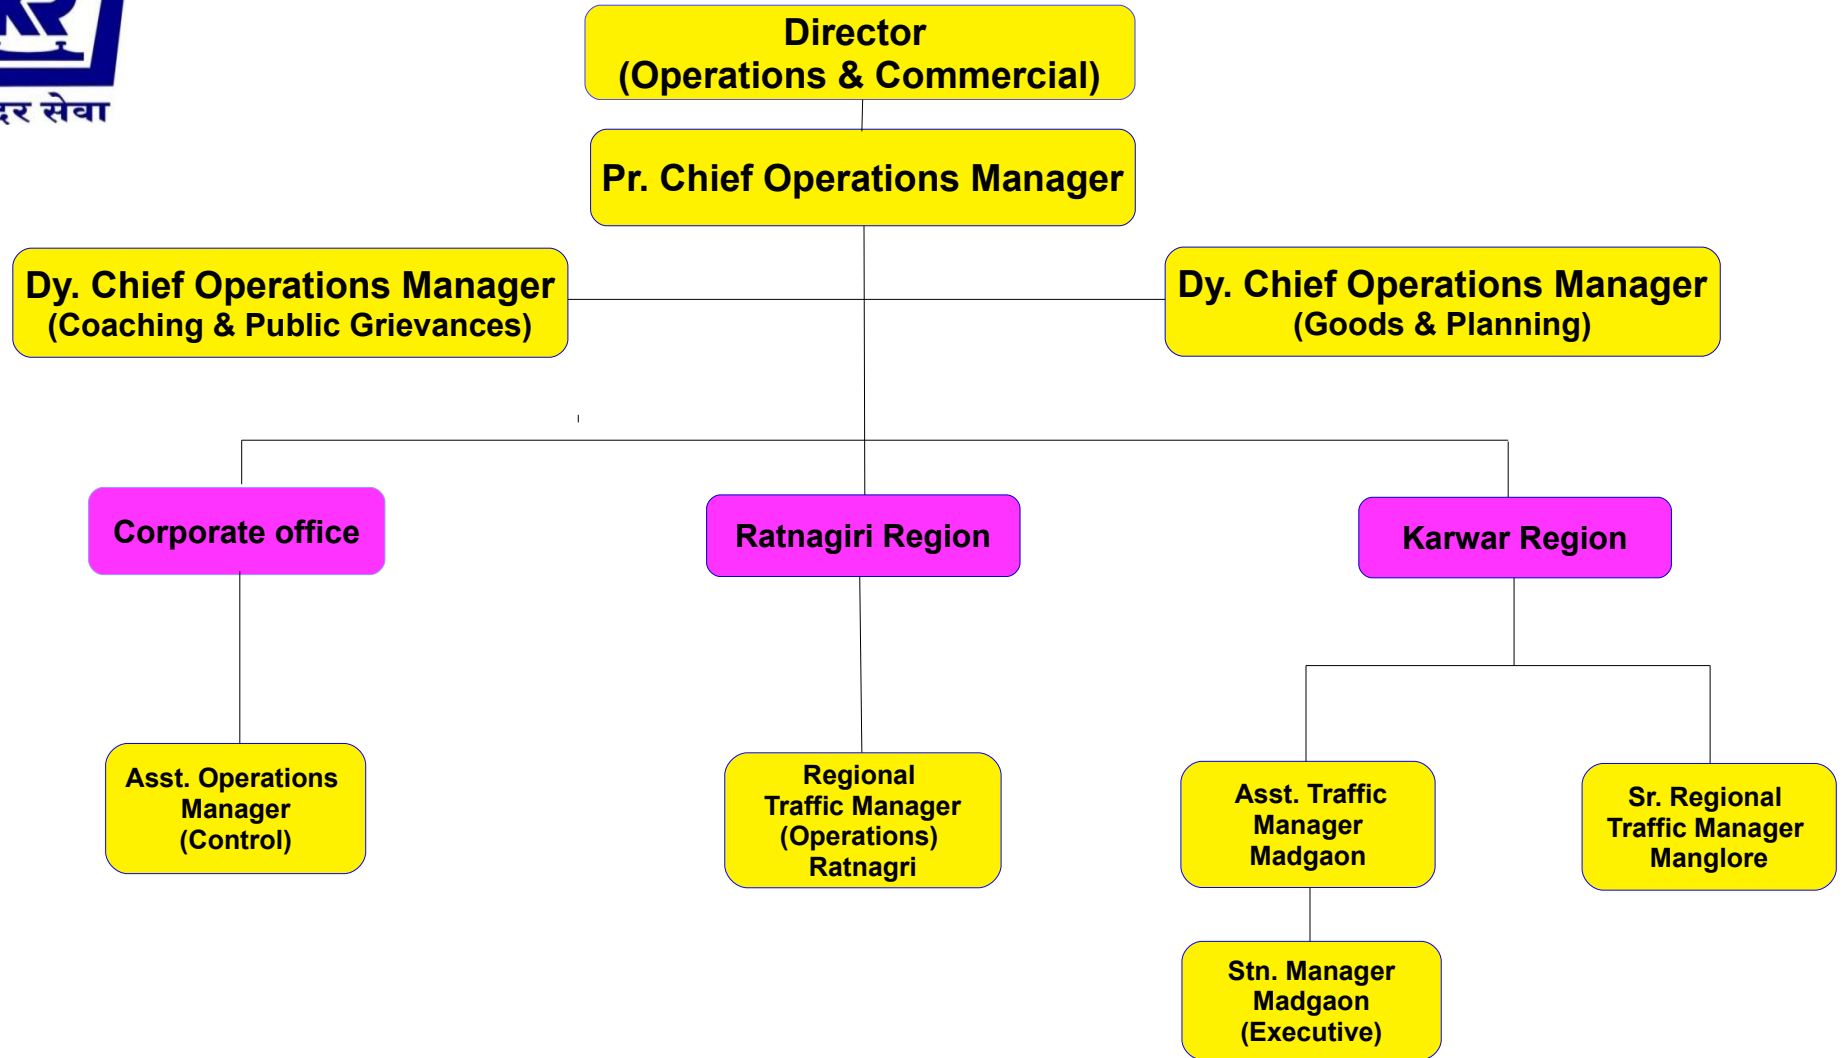 सेवा
Director
(Operations & Commercial)
Pr. Chief Operations Manager
Dy. Chief Operations Manager
(Coaching & Public Grievances)
Dy. Chief Operations Manager
(Goods & Planning)
Corporate office
Ratnagiri Region
Karwar Region
Asst. Operations
Manager
(Control)
Regional
Traffic Manager
(Operations)
Ratnagri
Asst. Traffic
Manager
Madgaon
Sr. Regional
Traffic Manager
Manglore
Stn. Manager
Madgaon
(Executive)